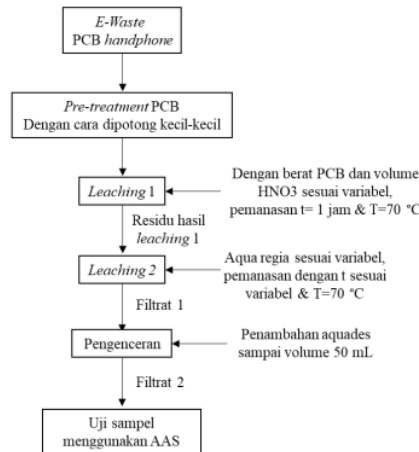 E-Waste
PCB handphone
Pre-treatment PCB
Dengan cara dipotong kecil-kecil
Leaching 1
Dengan berat PCB dan volume
HNO3 sesuai variabel,
pemanasan t= 1 jam & T=70 °C
Residu hasil
leaching 1
Leaching 2
Aqua regia sesuai variabel,
pemanasan dengan t sesuai
variabel & T=70 °C
Filtrat 1
Pengenceran
Penambahan aquades
sampai volume 50 mL
Filtrat 2
Uji sampel
menggunakan AAS